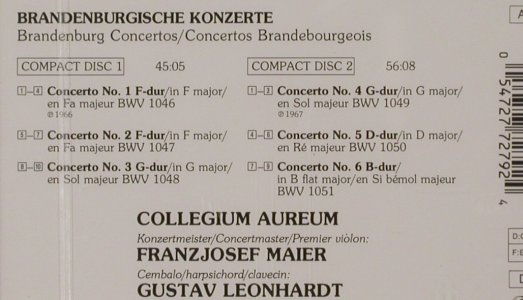 BRANDENBURGISCHE KONZERTE
Brandenburg Concertos/Concertos Brandebourgeois
COMPACT DISC 1 45:05
1–4 Concerto No. 1 F-dur/in F major/
en Fa majeur BWV 1046
℗ 1966
5–7 Concerto No. 2 F-dur/in F major/
en Fa majeur BWV 1047
8–10 Concerto No. 3 G-dur/in G major/
en Sol majeur BWV 1048
COMPACT DISC 2 56:08
1–3 Concerto No. 4 G-dur/in G major/
en Sol majeur BWV 1049
℗ 1967
4–6 Concerto No. 5 D-dur/in D major/
en Ré majeur BWV 1050
7–9 Concerto No. 6 B-dur/
in B flat major/en Si bémol majeur
BWV 1051
COLLEGIUM AUREUM
Konzertmeister/Concertmaster/Premier violon:
FRANZJOSEF MAIER
Cembalo/harpsichord/clavecin:
GUSTAV LEONHARDT
0 54727 72792 4
D:
F:
D